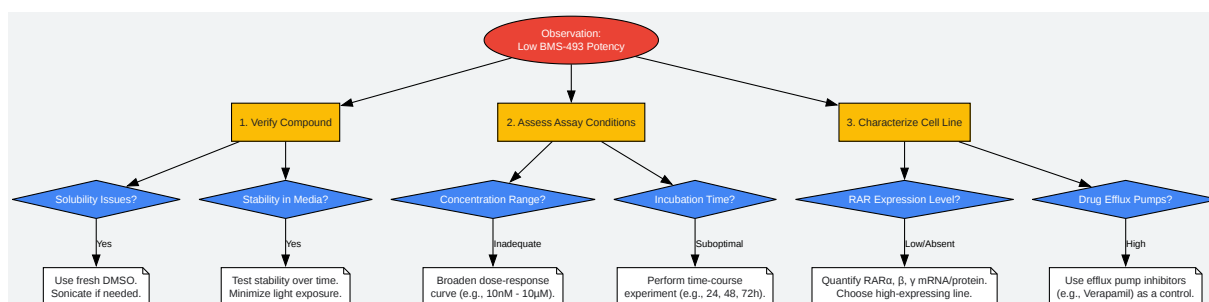 Observation:
Low BMS-493 Potency
1. Verify Compound
2. Assess Assay Conditions
3. Characterize Cell Line
Solubility Issues?
Stability in Media?
Concentration Range?
Incubation Time?
RAR Expression Level?
Drug Efflux Pumps?
Yes
Yes
Inadequate
Suboptimal
Low/Absent
High
Use fresh DMSO.
Sonicate if needed.
Test stability over time.
Minimize light exposure.
Broaden dose-response
curve (e.g., 10nM - 10μM).
Perform time-course
experiment (e.g., 24, 48, 72h).
Quantify RARα, β, γ mRNA/protein.
Choose high-expressing line.
Use efflux pump inhibitors
(e.g., Verapamil) as a control.